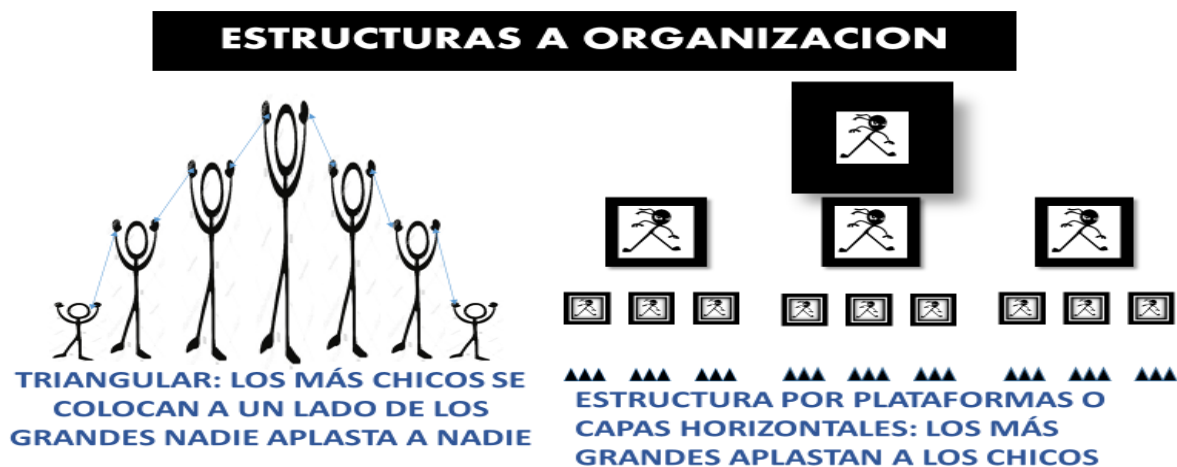 ESTRUCTURAS A ORGANIZACION
TRIANGULAR: LOS MÁS CHICOS SE
COLOCAN A UN LADO DE LOS
GRANDES NADIE APLASTA A NADIE
ESTRUCTURA POR PLATAFORMAS O
CAPAS HORIZONTALES: LOS MÁS
GRANDES APLASTAN A LOS CHICOS